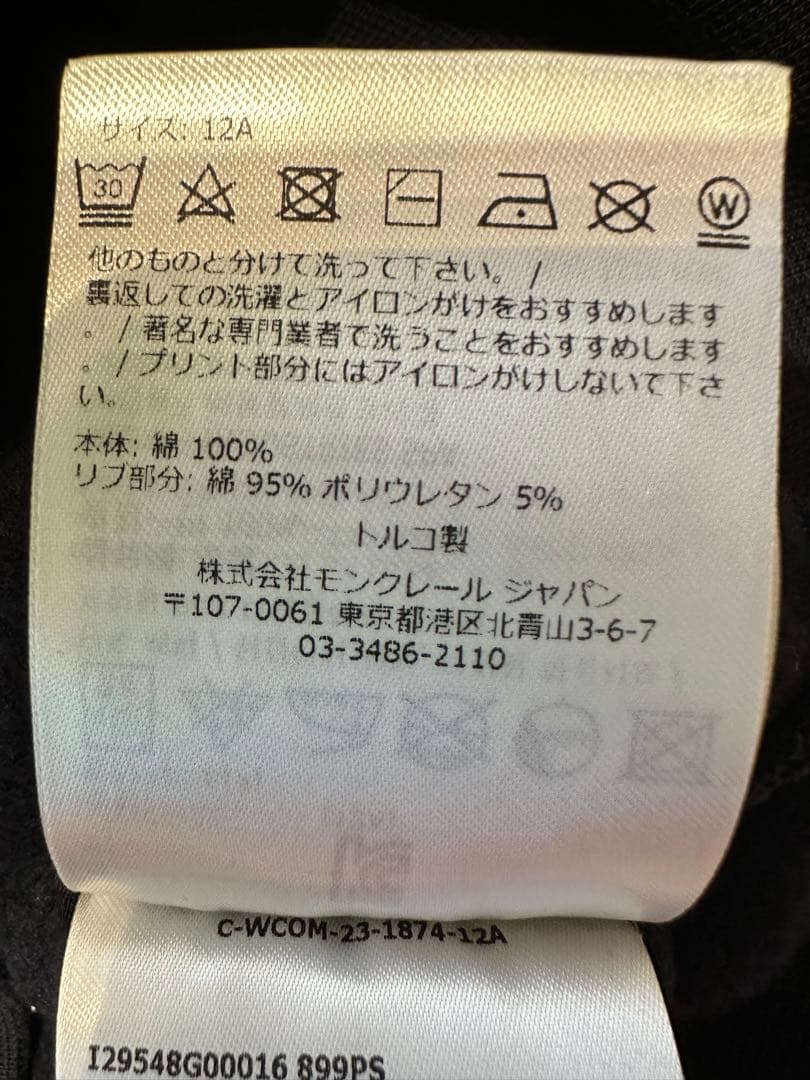 サイズ: 12A
30
W
他のものと分けて洗って下さい。 /
裏返しての洗濯とアイロンがけをおすすめします
。 / 著名な専門業者で洗うことをおすすめします
。 / プリント部分にはアイロンがけしないで下さ
い。
本体: 綿 100%
リブ部分: 綿 95% ポリウレタン 5%
トルコ製
株式会社モンクレール ジャパン
〒107-0061 東京都港区北青山3-6-7
03-3486-2110
C-WCOM-23-1874-12A
I29548G00016 899PS